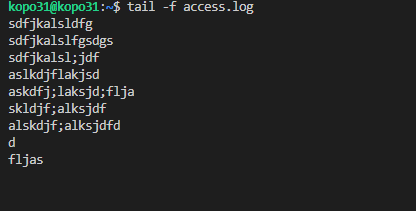 kopo31@kopo31:~$ tail -f access.log
sdfjkalsldfg
sdfjkalslfgsdgs
sdfjkalsl;jdf
aslkdjflakjsd
askdfj;laksjd;flja
skldjf;alksjdf
alskdjf;alksjdfd
d
fljas